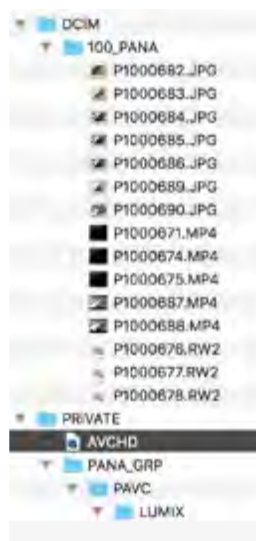 DCIM
100_PANA
P1000682.JPG
P1000683.JPG
P1000684.JPG
P1000685.JPG
P1000686.JPG
P1000689.JPG
P1000690.JPG
P1000671.MP4
P1000674.MP4
P1000675.MP4
P1000687.MP4
P1000688.MP4
P1000676.RW2
P1000677.RW2
P1000678.RW2
PRIVATE
AVCHD
PANA_GRP
PAVC
LUMIX